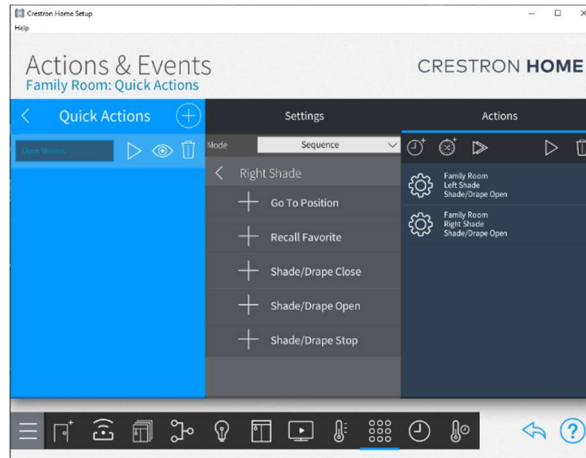 Crestron Home Setup
Help
Actions & Events
Family Room: Quick Actions
CRESTRON HOME
Quick Actions
Settings
Actions
Mode
Sequence
Right Shade
Go To Position
Recall Favorite
Shade/Drape Close
Shade/Drape Open
Shade/Drape Stop
Family Room
Left Shade
Shade/Drape Open
Family Room
Right Shade
Shade/Drape Open